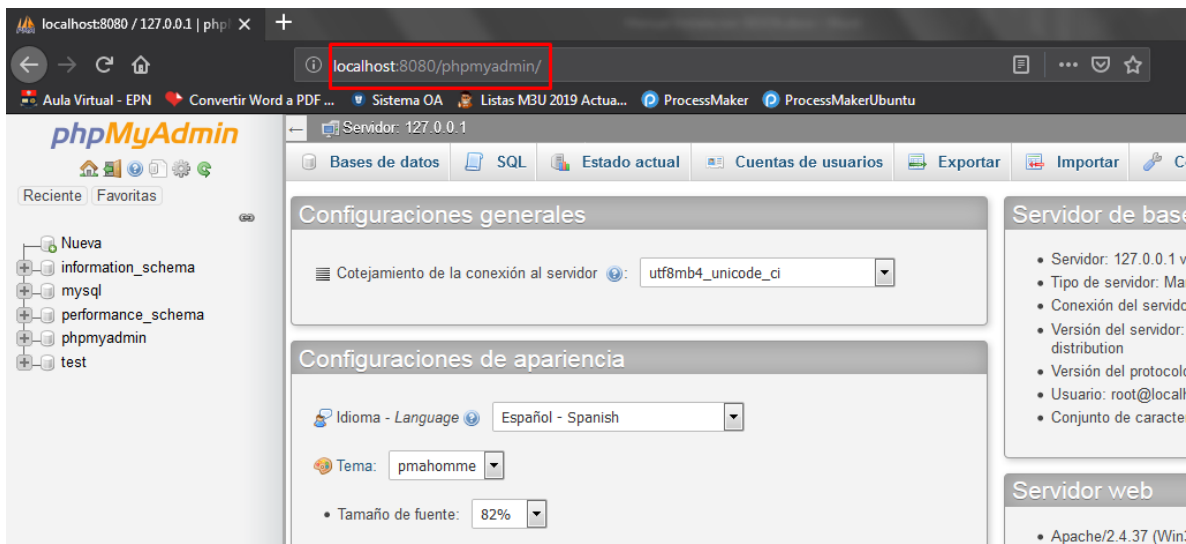 localhost:8080 / 127.0.0.1 | php
localhost:8080/phpmyadmin/
Aula Virtual - EPN Convertir Word a PDF ... Sistema OA Listas M3U 2019 Actua... ProcessMaker ProcessMakerUbuntu
phpMyAdmin
Reciente Favoritas
Nueva
information_schema
mysql
performance_schema
phpmyadmin
test
Servidor: 127.0.0.1
Bases de datos SQL Estado actual Cuentas de usuarios Exportar Importar
Configuraciones generales
Cotejamiento de la conexión al servidor : utf8mb4_unicode_ci
Configuraciones de apariencia
Idioma - Language Español - Spanish
Tema: pmahomme
• Tamaño de fuente: 82%
Servidor de base
• Servidor: 127.0.0.1 v
• Tipo de servidor: Ma
• Conexión del servido
• Versión del servidor:
distribution
• Versión del protocolo
• Usuario: root@local
• Conjunto de caracte
Servidor web
• Apache/2.4.37 (Win